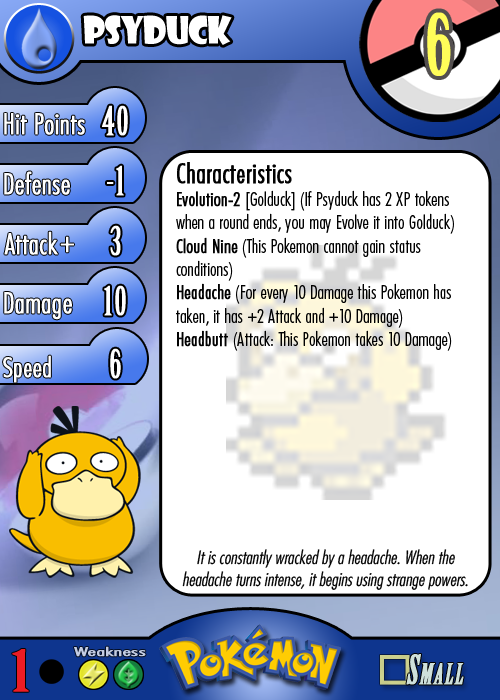 PSYDUCK
6
Hit Points 40
Defense -1
Attack+ 3
Damage 10
Speed 6
Characteristics
Evolution-2 [Golduck] (If Psyduck has 2 XP tokens
when a round ends, you may Evolve it into Golduck)
Cloud Nine (This Pokemon cannot gain status
conditions)
Headache (For every 10 Damage this Pokemon has
taken, it has +2 Attack and +10 Damage)
Headbutt (Attack: This Pokemon takes 10 Damage)
It is constantly wracked by a headache. When the
headache turns intense, it begins using strange powers.
1
Weakness
POKéMON
SMALL